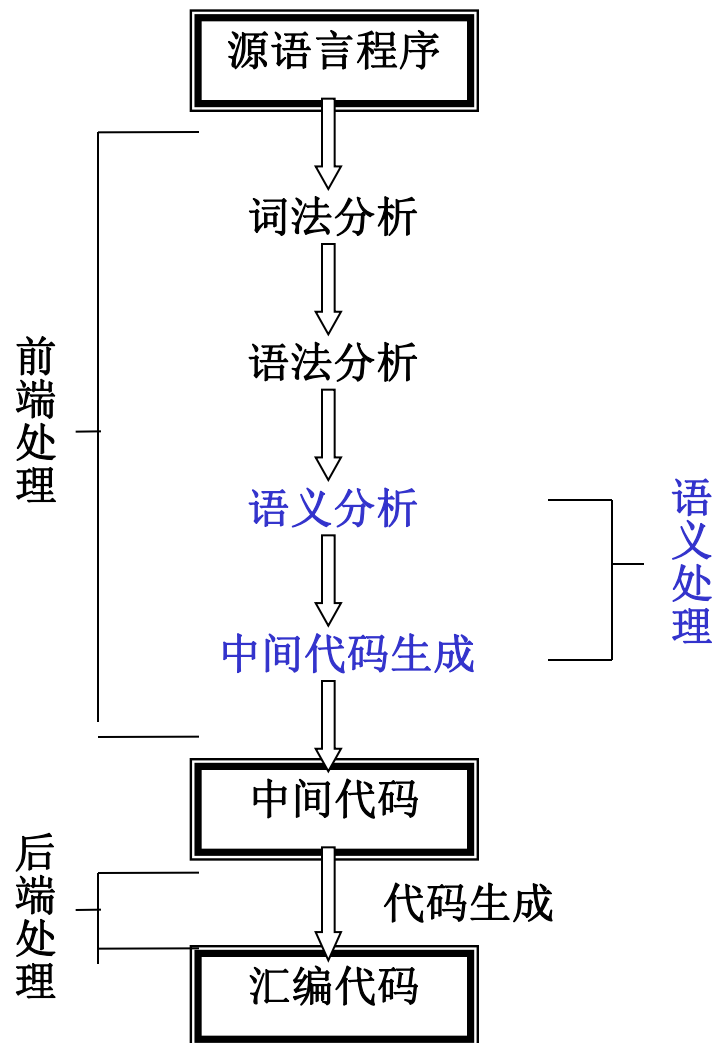 源语言程序
词法分析
语法分析
前端处理
语义分析
语义处理
中间代码生成
中间代码
后端处理
代码生成
汇编代码